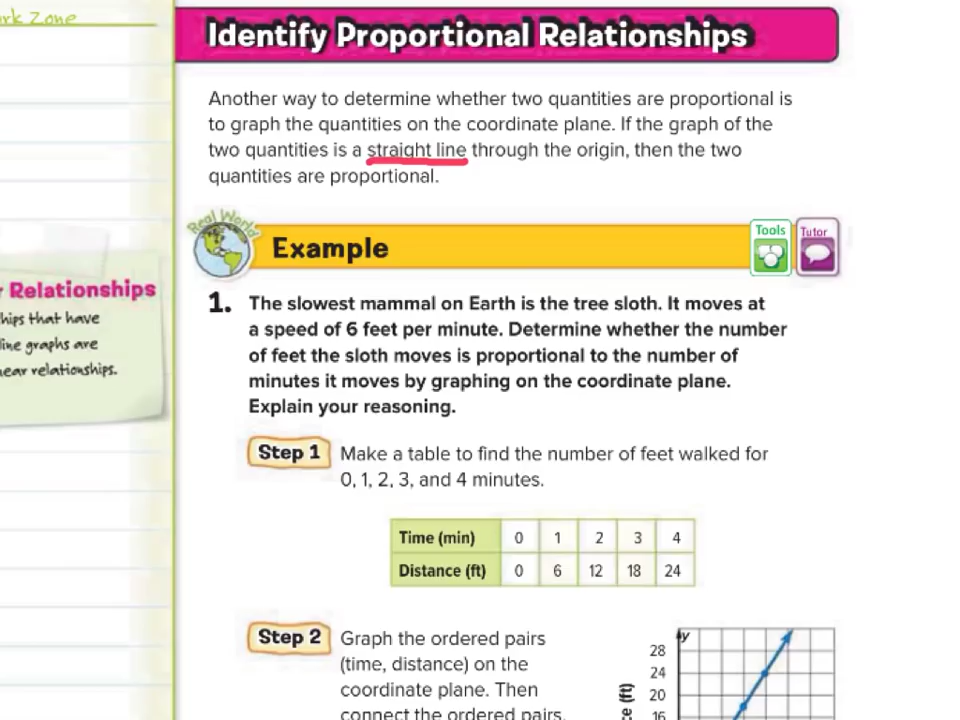 rk Zone
Identify Proportional Relationships
Another way to determine whether two quantities are proportional is
to graph the quantities on the coordinate plane. If the graph of the
two quantities is a straight line through the origin, then the two
quantities are proportional.
Real World
Example
Tools
Tutor
r Relationships
hips that have
line graphs are
near relationships.
1. The slowest mammal on Earth is the tree sloth. It moves at
a speed of 6 feet per minute. Determine whether the number
of feet the sloth moves is proportional to the number of
minutes it moves by graphing on the coordinate plane.
Explain your reasoning.
Step 1 Make a table to find the number of feet walked for
0, 1, 2, 3, and 4 minutes.
Time (min) 0 1 2 3 4
Distance (ft) 0 6 12 18 24
Step 2 Graph the ordered pairs
(time, distance) on the
coordinate plane. Then
connect the ordered pairs.
y
28
24
20
16
ce (ft)